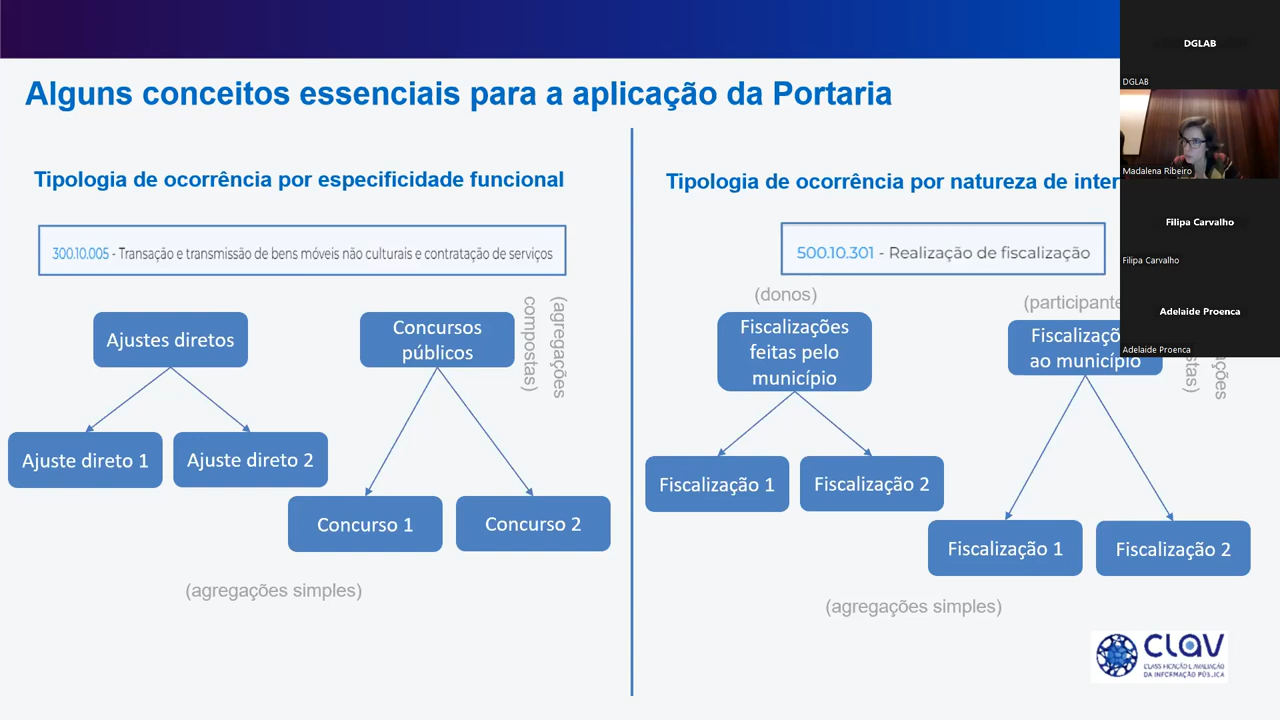 Alguns conceitos essenciais para a aplicação da Portaria
Tipologia de ocorrência por especificidade funcional
300.10.005 - Transação e transmissão de bens móveis não culturais e contratação de serviços
(agregações
compostas)
Ajustes diretos
Concursos
públicos
Ajuste direto 1
Ajuste direto 2
Concurso 1
Concurso 2
(agregações simples)
Tipologia de ocorrência por natureza de inter
500.10.301 - Realização de fiscalização
(donos)
(participante
Fiscalizações
feitas pelo
município
Fiscalizaçõ
ao município
ções
stas)
Fiscalização 1
Fiscalização 2
Fiscalização 1
Fiscalização 2
(agregações simples)
CLAV
CLASSIFICAÇÃO E AVALIAÇÃO
DA INFORMAÇÃO PÚBLICA
DGLAB
DGLAB
Madalena Ribeiro
Filipa Carvalho
Filipa Carvalho
Adelaide Proenca
Adelaide Proenca